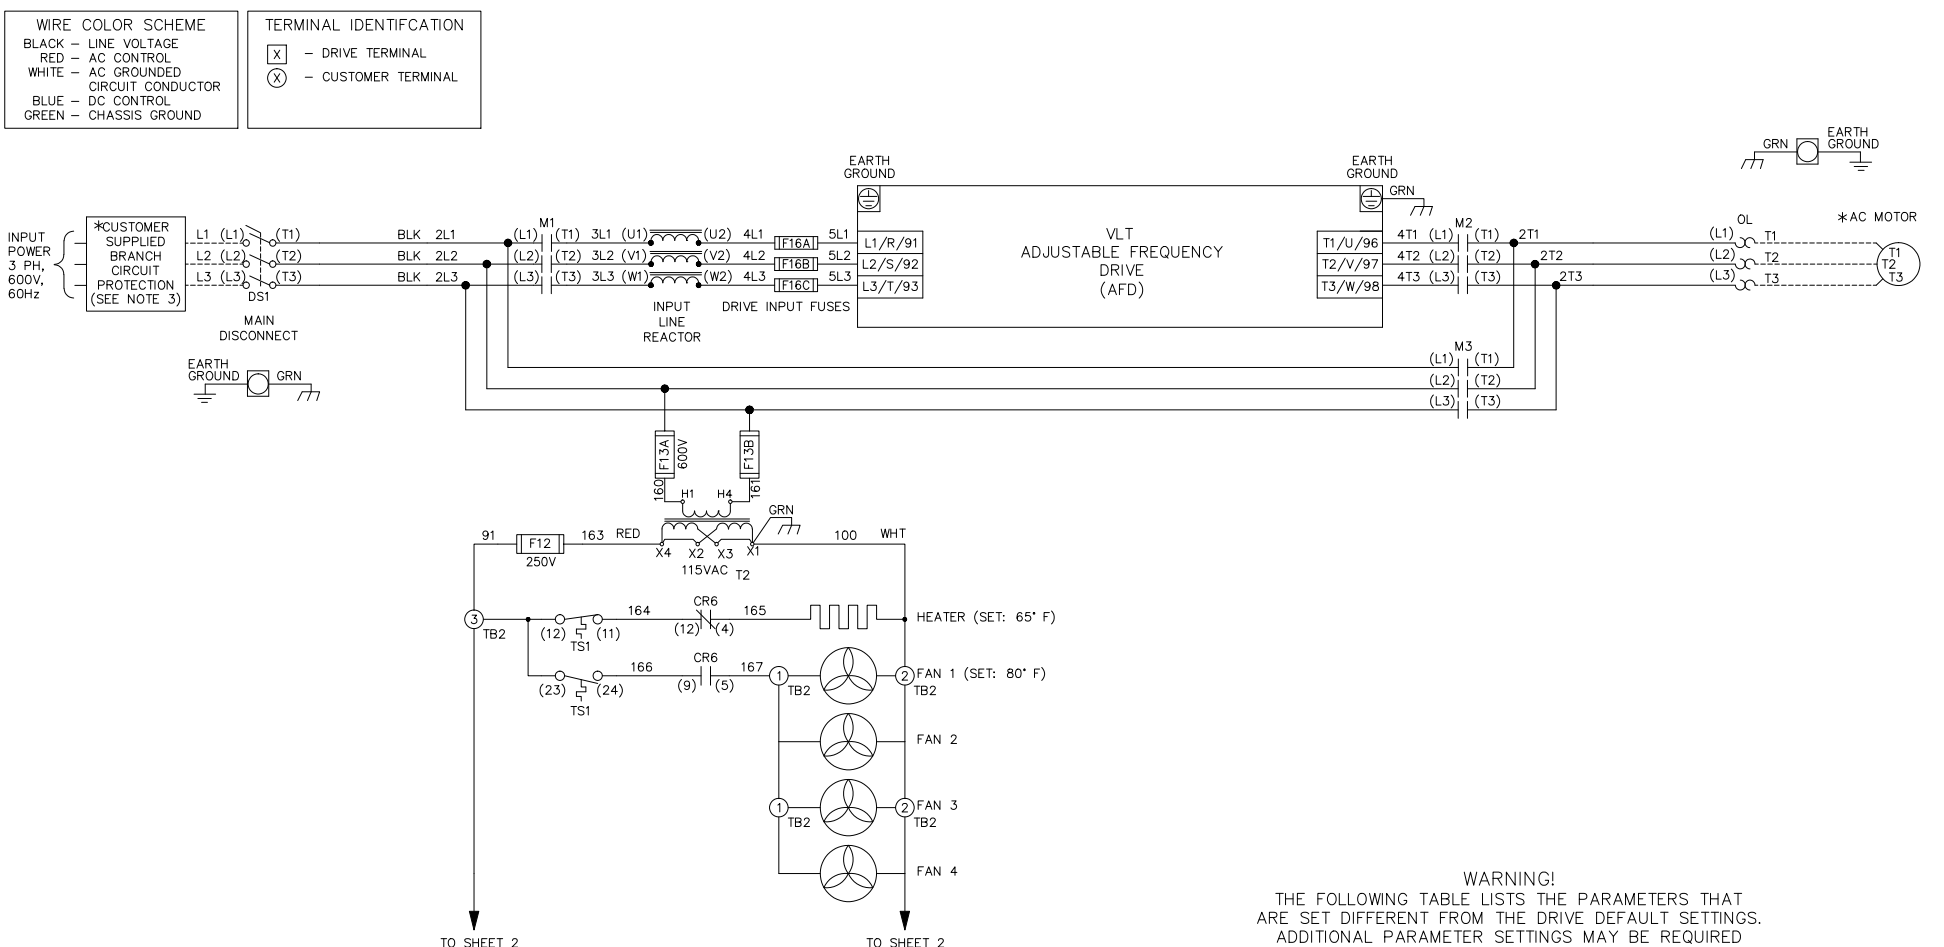 WIRE COLOR SCHEME
BLACK – LINE VOLTAGE
RED – AC CONTROL
WHITE – AC GROUNDED
CIRCUIT CONDUCTOR
BLUE – DC CONTROL
GREEN – CHASSIS GROUND
TERMINAL IDENTIFCATION
X – DRIVE TERMINAL
X – CUSTOMER TERMINAL
INPUT
POWER
3 PH,
600V,
60Hz
*CUSTOMER
SUPPLIED
BRANCH
CIRCUIT
PROTECTION
(SEE NOTE 3)
L1 (L1) (T1) BLK 2L1 (L1) M1 (T1) 3L1 (U1) (U2) 4L1 F16A 5L1 L1/R/91
L2 (L2) (T2) BLK 2L2 (L2) (T2) 3L2 (V1) (V2) 4L2 F16B 5L2 L2/S/92
L3 (L3) (T3) BLK 2L3 (L3) (T3) 3L3 (W1) (W2) 4L3 F16C 5L3 L3/T/93
DS1
MAIN
DISCONNECT
INPUT
LINE
REACTOR
DRIVE INPUT FUSES
EARTH
GROUND
GRN
EARTH
GROUND
VLT
ADJUSTABLE FREQUENCY
DRIVE
(AFD)
EARTH
GROUND
GRN
T1/U/96 4T1 (L1) M2 (T1) 2T1 (L1) OL T1
T2/V/97 4T2 (L2) (T2) 2T2 (L2) T2
T3/W/98 4T3 (L3) (T3) 2T3 (L3) T3
GRN
EARTH
GROUND
*AC MOTOR
T1
T2
T3
M3
(L1) (T1)
(L2) (T2)
(L3) (T3)
F13A
600V
F13B
160
161
H1 H4
GRN
91 F12 163 RED
250V
X4 X2 X3 X1
115VAC T2
100 WHT
3
TB2
(12) (11)
TS1
164
CR6
(12) (4)
165
HEATER (SET: 65° F)
(23) (24)
TS1
166
CR6
(9) (5)
167
1
TB2
2
TB2
FAN 1 (SET: 80° F)
FAN 2
1
TB2
2
TB2
FAN 3
FAN 4
TO SHEET 2
TO SHEET 2
WARNING!
THE FOLLOWING TABLE LISTS THE PARAMETERS THAT
ARE SET DIFFERENT FROM THE DRIVE DEFAULT SETTINGS.
ADDITIONAL PARAMETER SETTINGS MAY BE REQUIRED